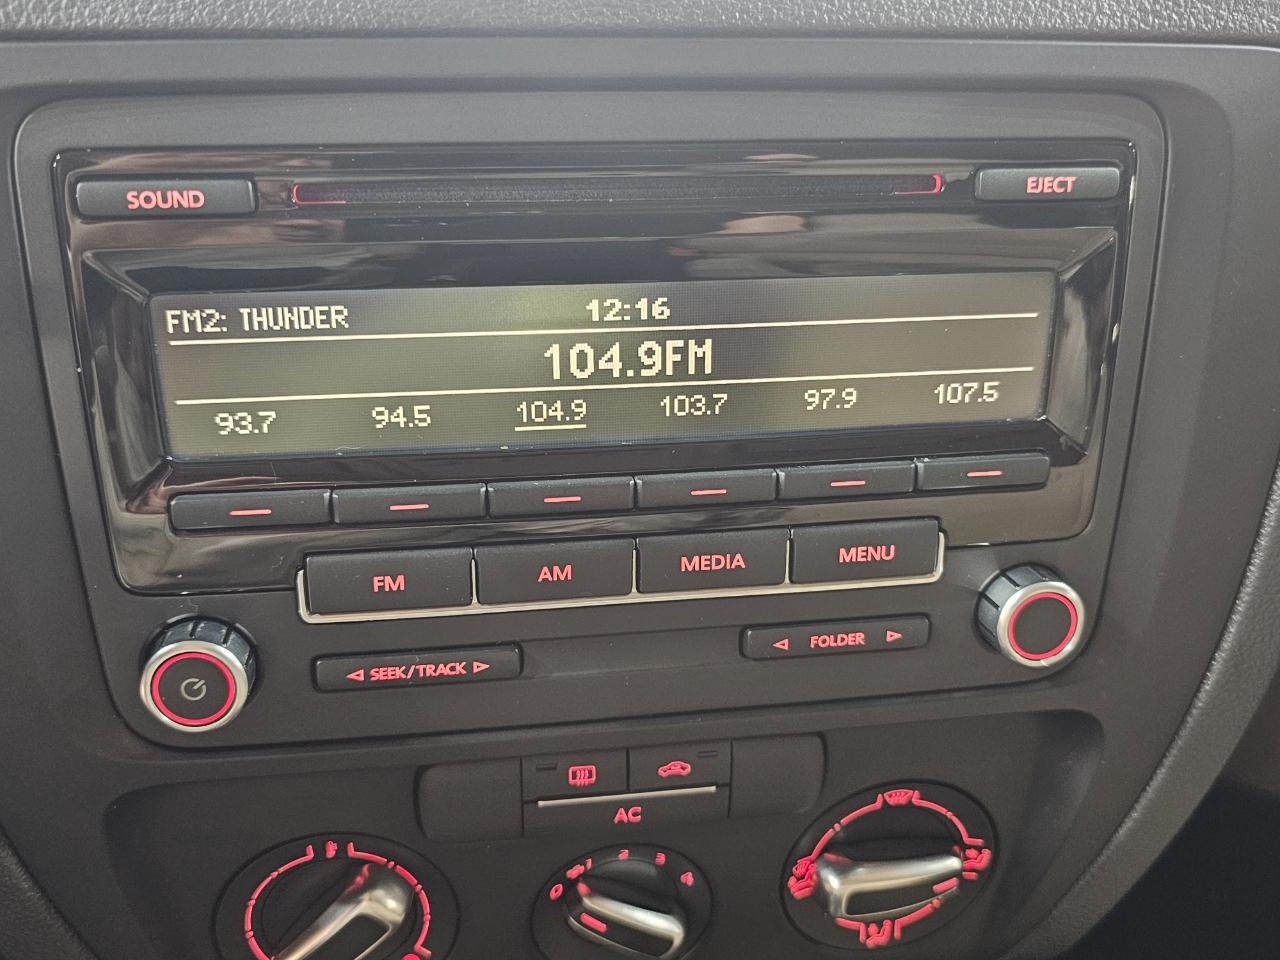 SOUND
EJECT
FM2: THUNDER 12:16
104.9FM
93.7 94.5 104.9 103.7 97.9 107.5
FM AM MEDIA MENU
SEEK/TRACK FOLDER
AC
0 1 2 3 4